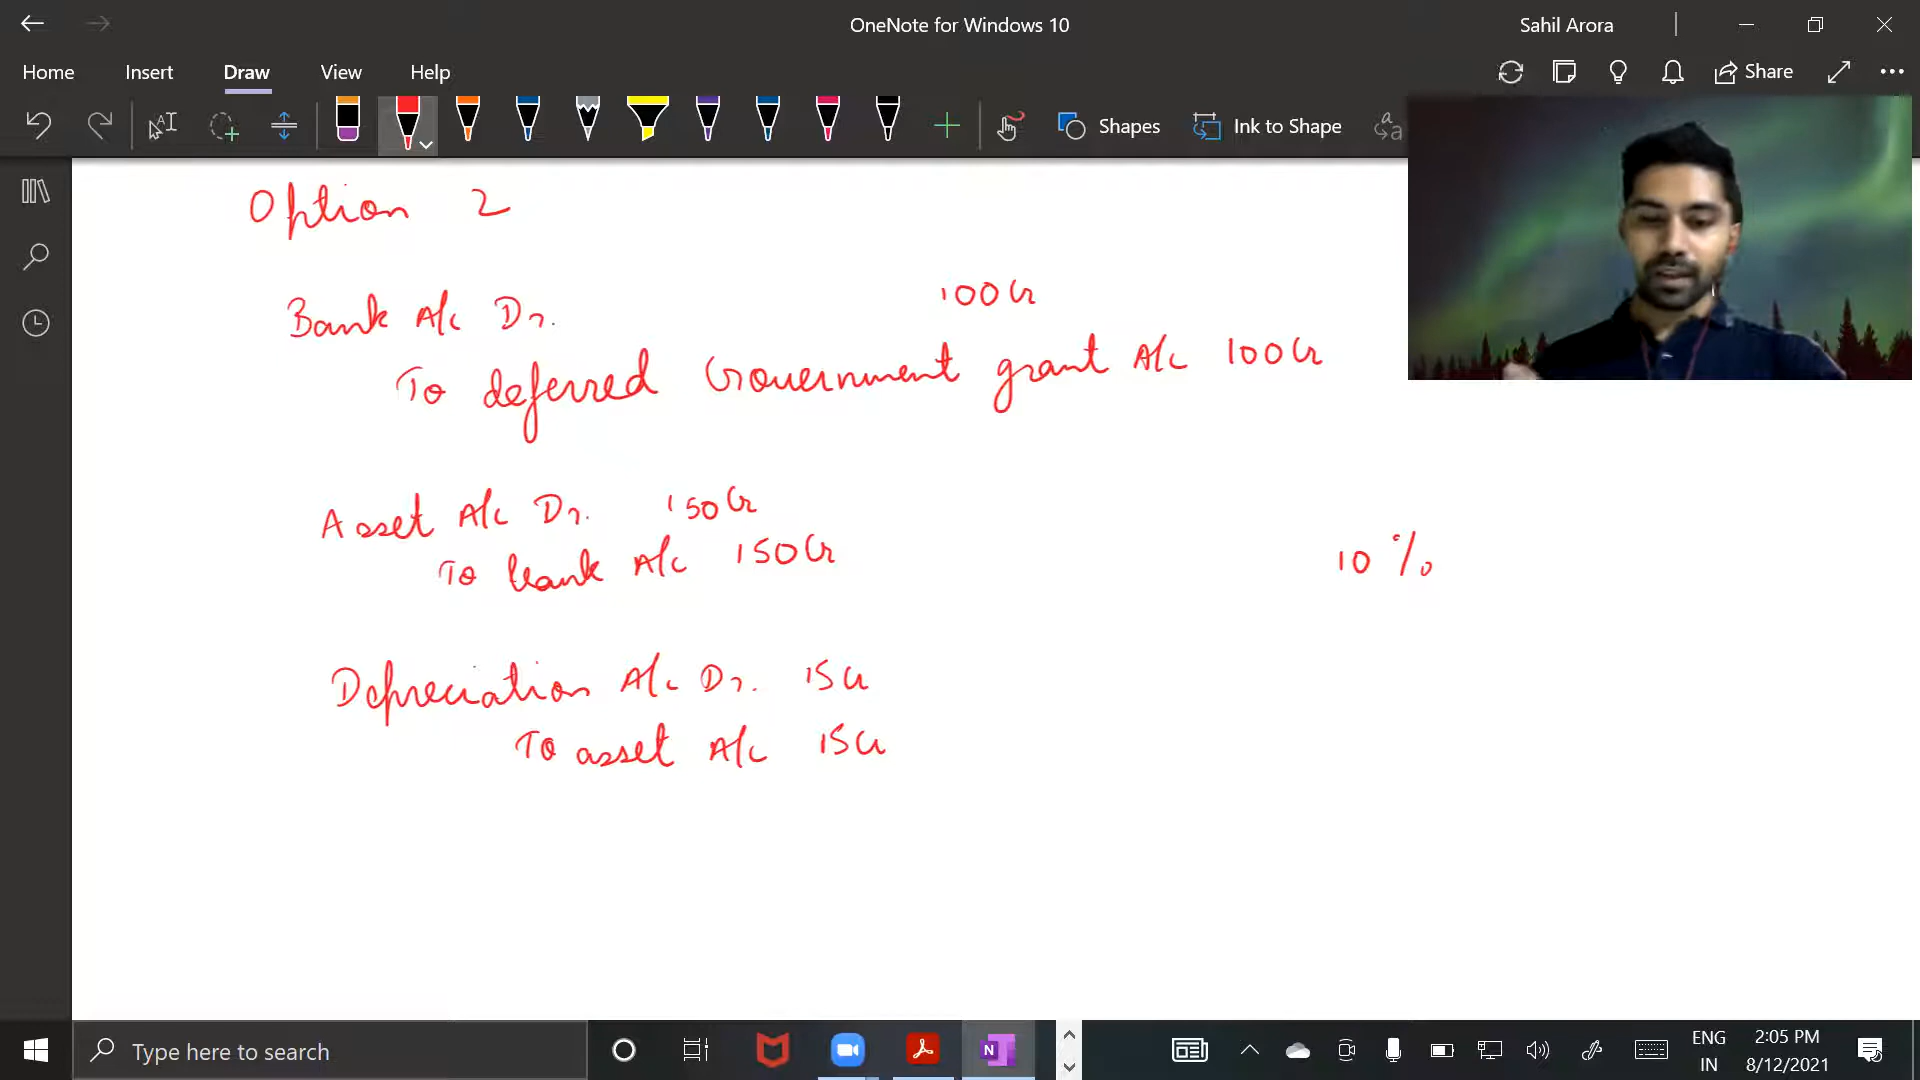 OneNote for Windows 10
Sahil Arora
Home Insert Draw View Help
Share
Shapes Ink to Shape
Option 2
Bank A/c Dr. 100Cr
To deferred Government grant A/c 100Cr
Asset A/c Dr. 150Cr
To bank A/c 150Cr
10%
Depreciation A/c Dr. 15Cr
To asset A/c 15Cr
Type here to search
ENG
IN
2:05 PM
8/12/2021